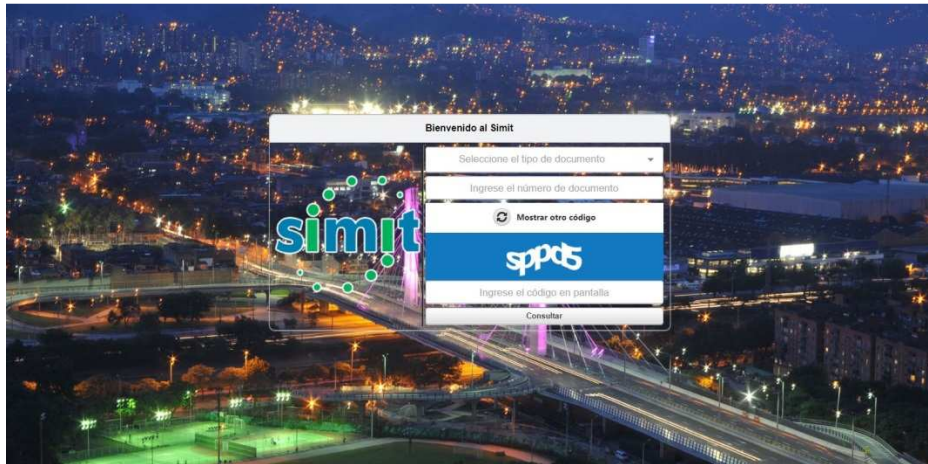 Bienvenido al Simit
Seleccione el tipo de documento
simit
Ingrese el número de documento
Mostrar otro código
sppd5
Ingrese el código en pantalla
Consultar